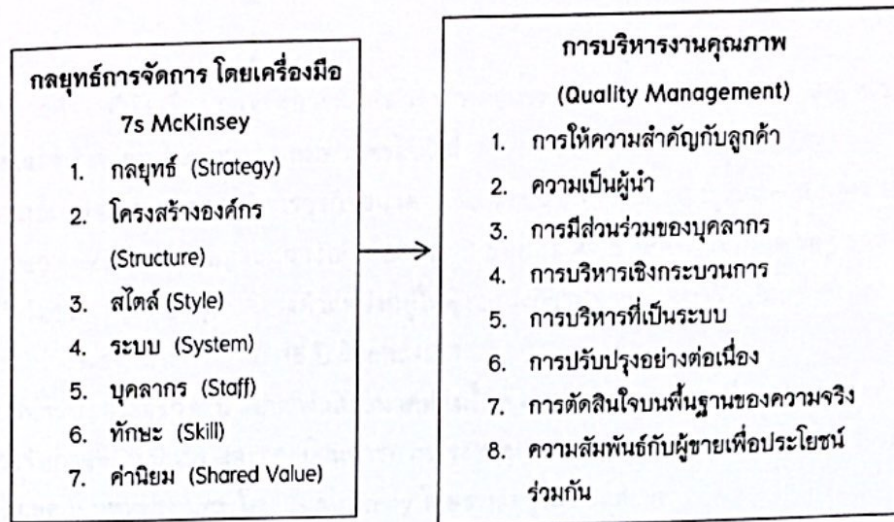 กลยุทธ์การจัดการ โดยเครื่องมือ
7s McKinsey
1. กลยุทธ์ (Strategy)
2. โครงสร้างองค์กร
(Structure)
3. สไตล์ (Style)
4. ระบบ (System)
5. บุคลากร (Staff)
6. ทักษะ (Skill)
7. ค่านิยม (Shared Value)
การบริหารงานคุณภาพ
(Quality Management)
1. การให้ความสำคัญกับลูกค้า
2. ความเป็นผู้นำ
3. การมีส่วนร่วมของบุคลากร
4. การบริหารเชิงกระบวนการ
5. การบริหารที่เป็นระบบ
6. การปรับปรุงอย่างต่อเนื่อง
7. การตัดสินใจบนพื้นฐานของความจริง
8. ความสัมพันธ์กับผู้ขายเพื่อประโยชน์
ร่วมกัน